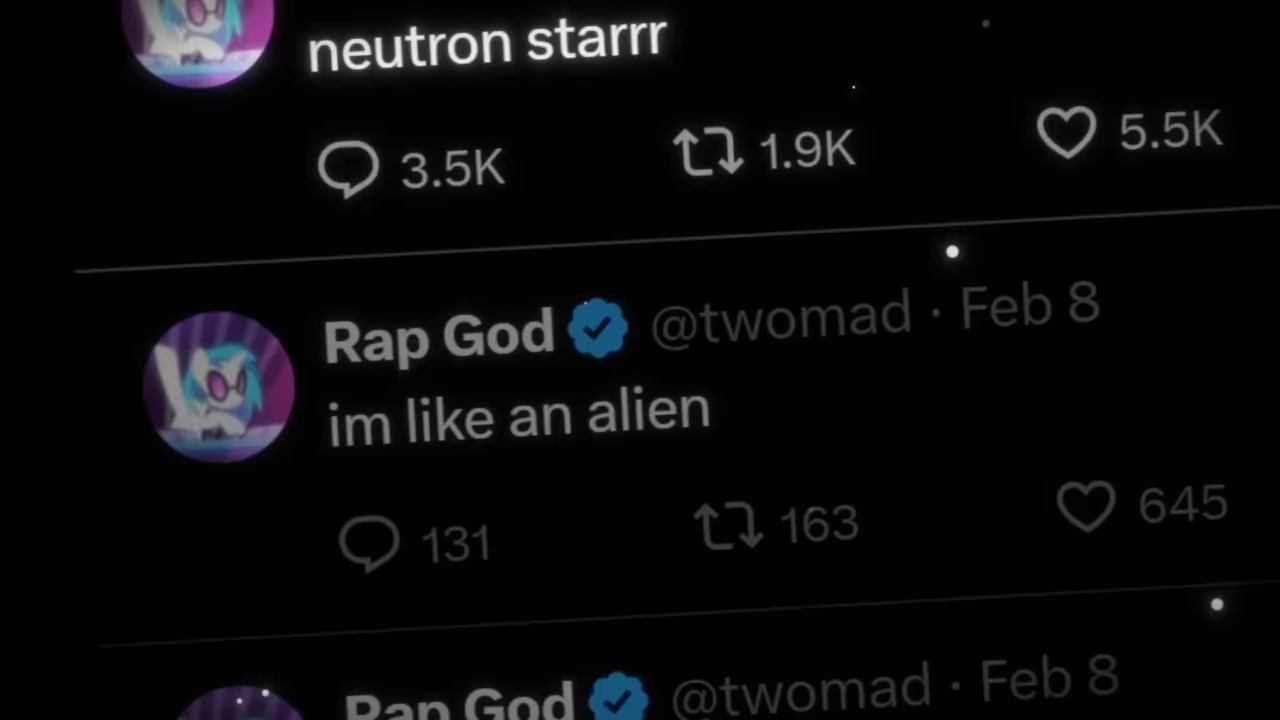 neutron starrr
3.5K 1.9K 5.5K
Rap God @twomad · Feb 8
im like an alien
131 163 645
Rap God @twomad · Feb 8